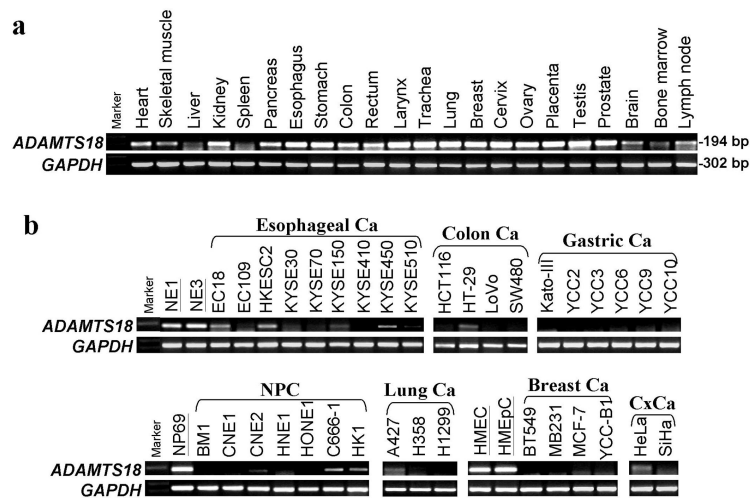 a
Marker Heart Skeletal muscle Liver Kidney Spleen Pancreas Esophagus Stomach Colon Rectum Larynx Trachea Lung Breast Cervix Ovary Placenta Testis Prostate Brain Bone marrow Lymph node
ADAMTS18 -194 bp
GAPDH -302 bp
b
Esophageal Ca Colon Ca Gastric Ca
Marker NE1 NE3 EC18 EC109 HKESC2 KYSE30 KYSE70 KYSE150 KYSE410 KYSE450 KYSE510 HCT116 HT-29 LoVo SW480 Kato-III YCC2 YCC3 YCC6 YCC9 YCC10
ADAMTS18
GAPDH
NPC Lung Ca Breast Ca CxCa
Marker NP69 BM1 CNE1 CNE2 HNE1 HONE1 C666-1 HK1 A427 H358 H1299 HMEC HMEpC BT549 MB231 MCF-7 YCC-B1 HeLa SiHa
ADAMTS18
GAPDH